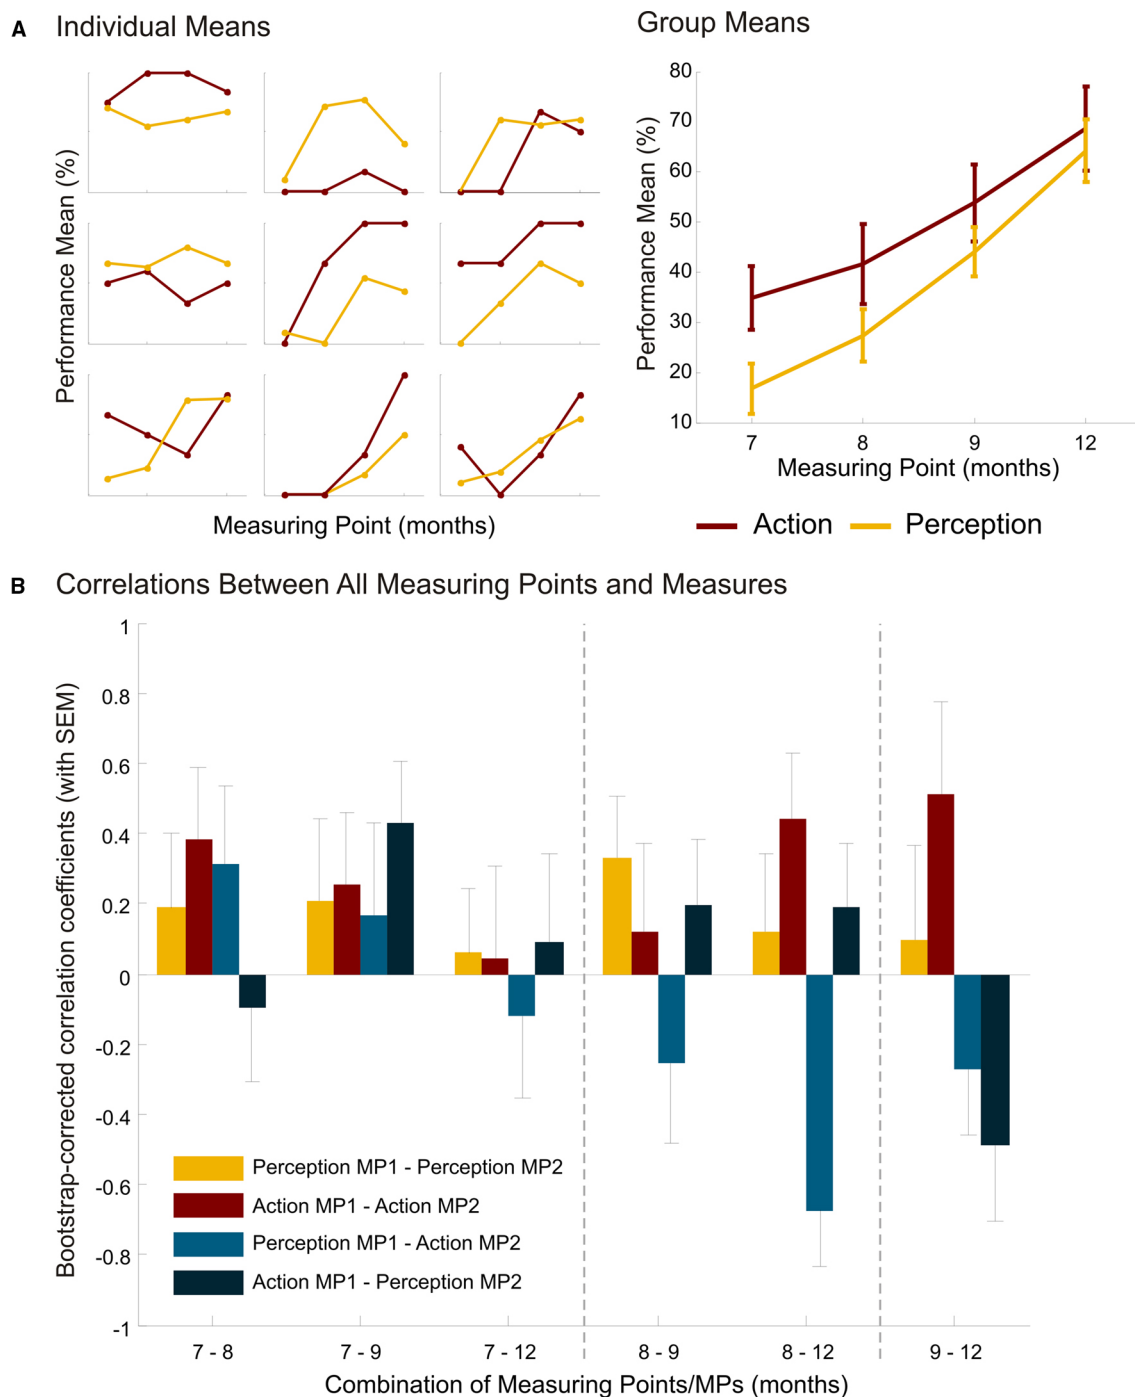 A Individual Means
Group Means
Performance Mean (%)
Measuring Point (months)
Performance Mean (%)
80
70
60
50
40
30
20
10
7 8 9 12
Measuring Point (months)
Action Perception
B Correlations Between All Measuring Points and Measures
Bootstrap-corrected correlation coefficients (with SEM)
1
0.8
0.6
0.4
0.2
0
-0.2
-0.4
-0.6
-0.8
-1
Perception MP1 - Perception MP2
Action MP1 - Action MP2
Perception MP1 - Action MP2
Action MP1 - Perception MP2
7 - 8 7 - 9 7 - 12 8 - 9 8 - 12 9 - 12
Combination of Measuring Points/MPs (months)